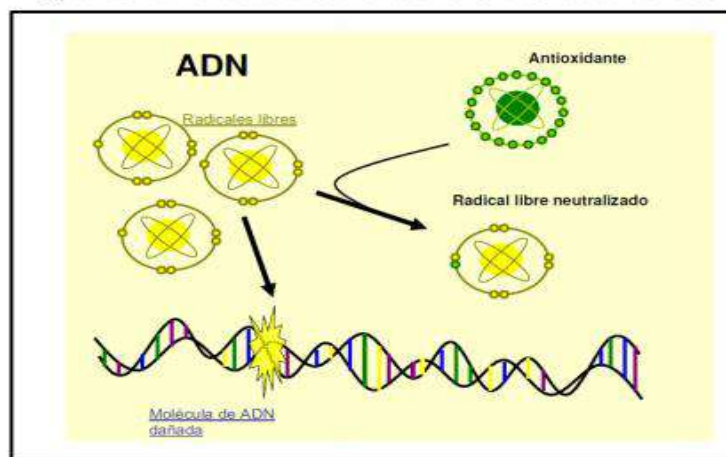 ADN
Antioxidante
Radicales libres
Radical libre neutralizado
Molécula de ADN
dañada